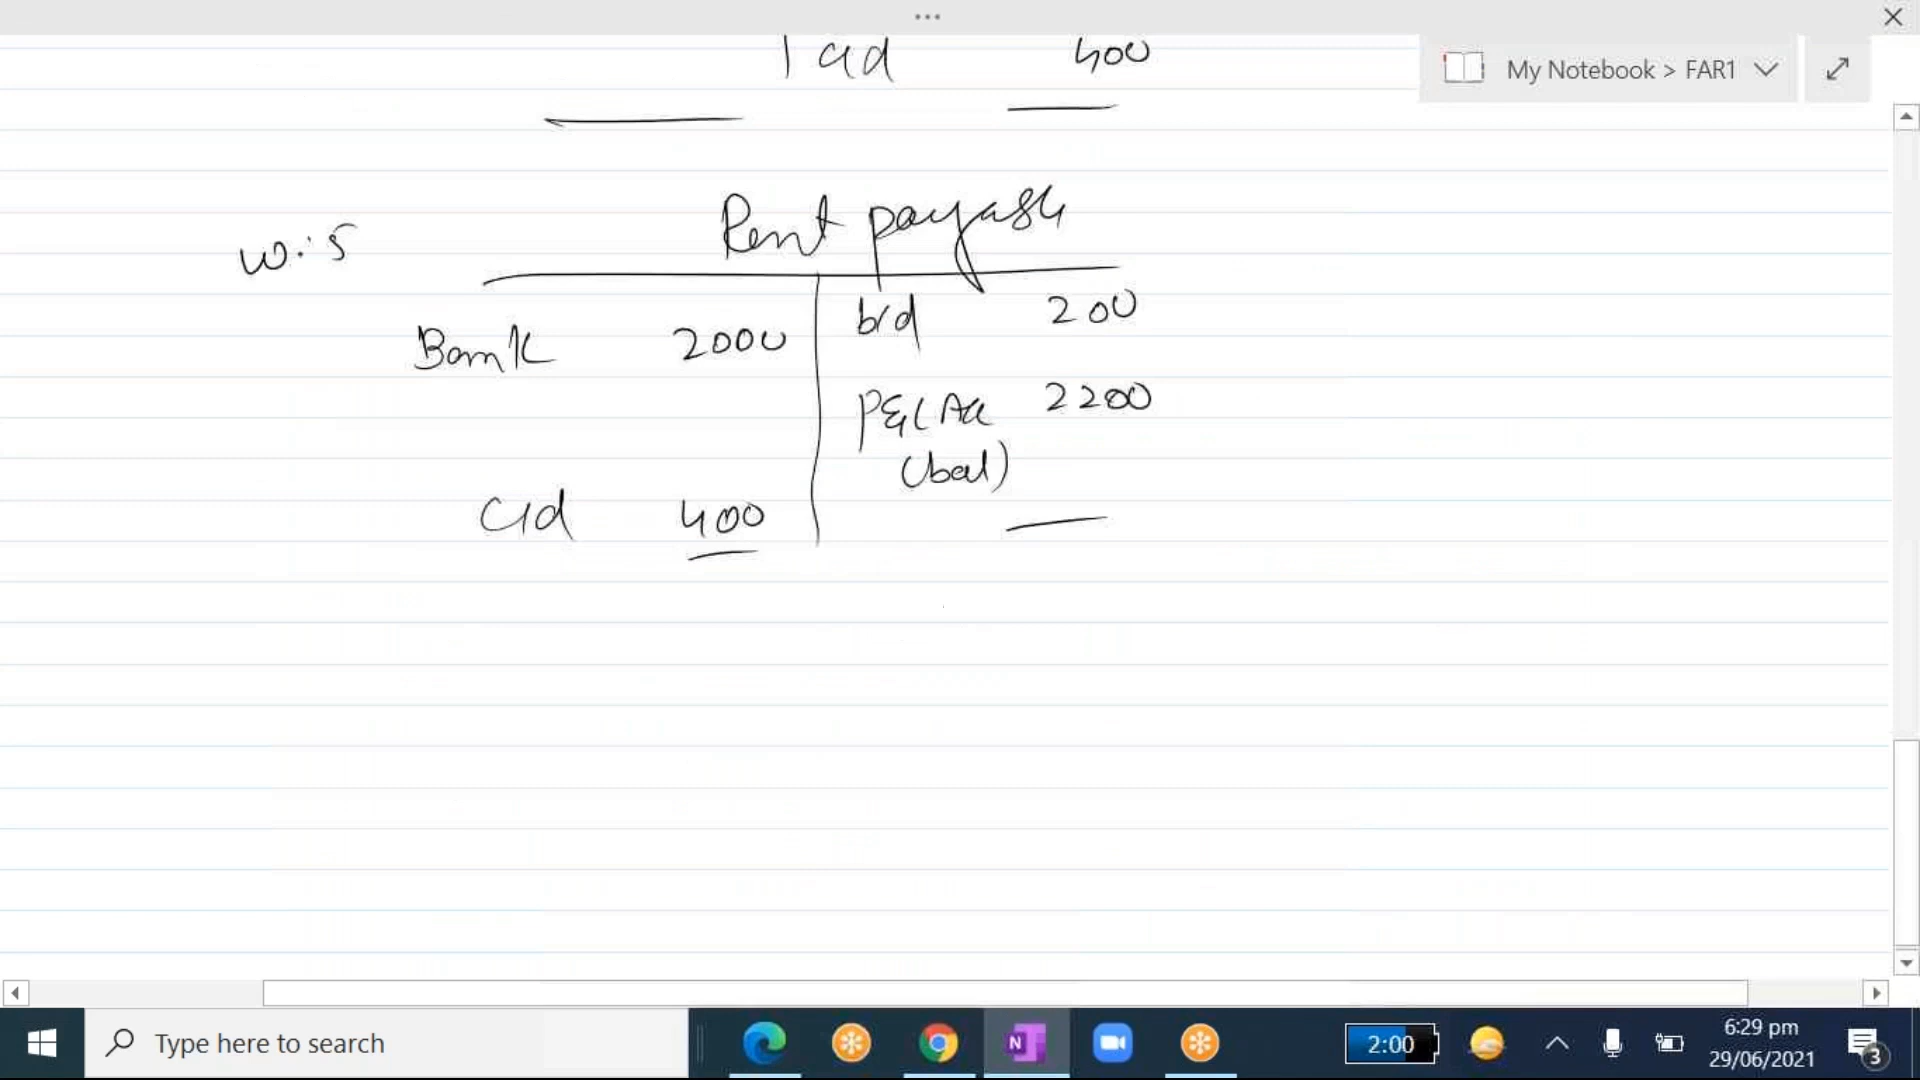 ...
c/d 400
My Notebook > FAR1
Rent payable
W:5
b/d 200
Bank 2000
P&L A/c 2200
(bal)
c/d 400
2:00
6:29 pm
29/06/2021
3
Type here to search